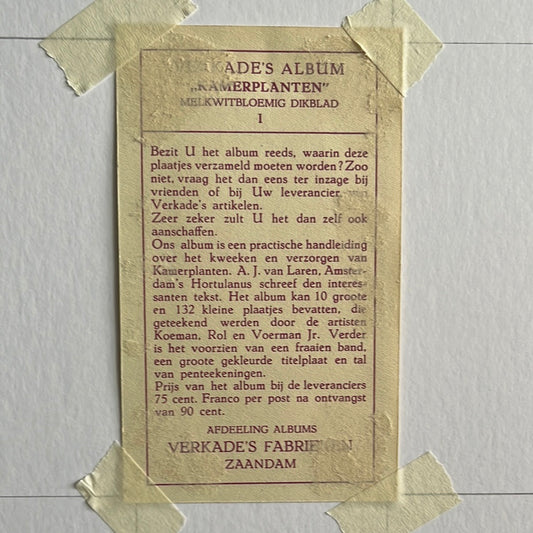 VERKADE'S ALBUM
„KAMERPLANTEN"
MELKWITBLOEMIG DIKBLAD
1
Bezit U het album reeds, waarin deze
plaatjes verzameld moeten worden? Zoo
niet, vraag het dan eens ter inzage bij
vrienden of bij Uw leverancier van
Verkade's artikelen.
Zeer zeker zult U het dan zelf ook
aanschaffen.
Ons album is een practische handleiding
over het kweeken en verzorgen van
Kamerplanten. A. J. van Laren, Amster-
dam's Hortulanus schreef den interes-
santen tekst. Het album kan 10 groote
en 132 kleine plaatjes bevatten, die
geteekend werden door de artisten
Koeman, Rol en Voerman Jr. Verder
is het voorzien van een fraaien band,
een groote gekleurde titelplaat en tal
van penteekeningen.
Prijs van het album bij de leveranciers
75 cent. Franco per post na ontvangst
van 90 cent.
AFDEELING ALBUMS
VERKADE'S FABRIEKEN
ZAANDAM